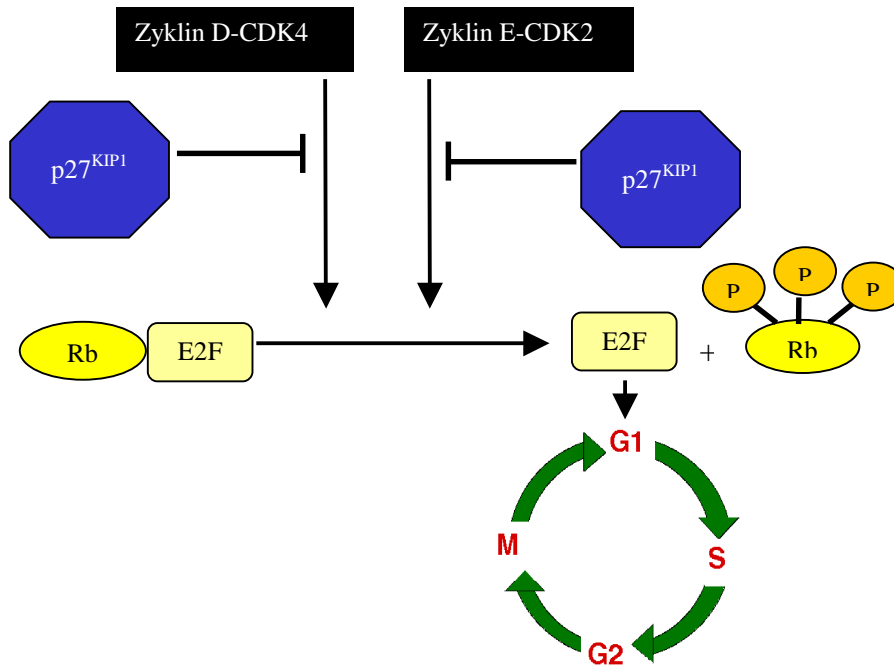 Zyklin D-CDK4
Zyklin E-CDK2
p27KIP1
p27KIP1
P
P
P
Rb
E2F
E2F
+
Rb
G1
M
S
G2